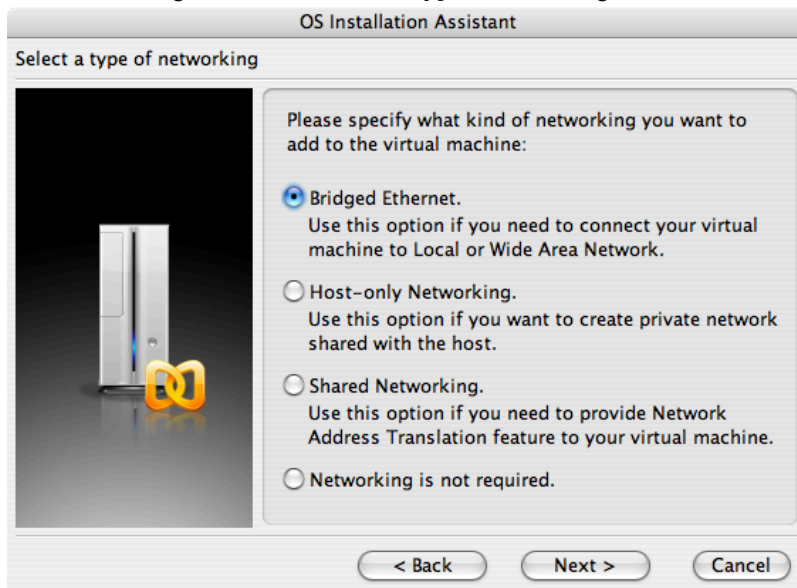 OS Installation Assistant
Select a type of networking
Please specify what kind of networking you want to
add to the virtual machine:
Bridged Ethernet.
Use this option if you need to connect your virtual
machine to Local or Wide Area Network.
Host-only Networking.
Use this option if you want to create private network
shared with the host.
Shared Networking.
Use this option if you need to provide Network
Address Translation feature to your virtual machine.
Networking is not required.
< Back
Next >
Cancel